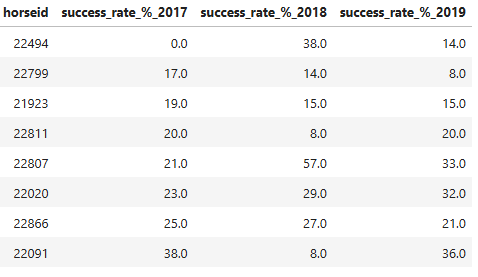 horseid success_rate_%_2017 success_rate_%_2018 success_rate_%_2019
22494 0.0 38.0 14.0
22799 17.0 14.0 8.0
21923 19.0 15.0 15.0
22811 20.0 8.0 20.0
22807 21.0 57.0 33.0
22020 23.0 29.0 32.0
22866 25.0 27.0 21.0
22091 38.0 8.0 36.0